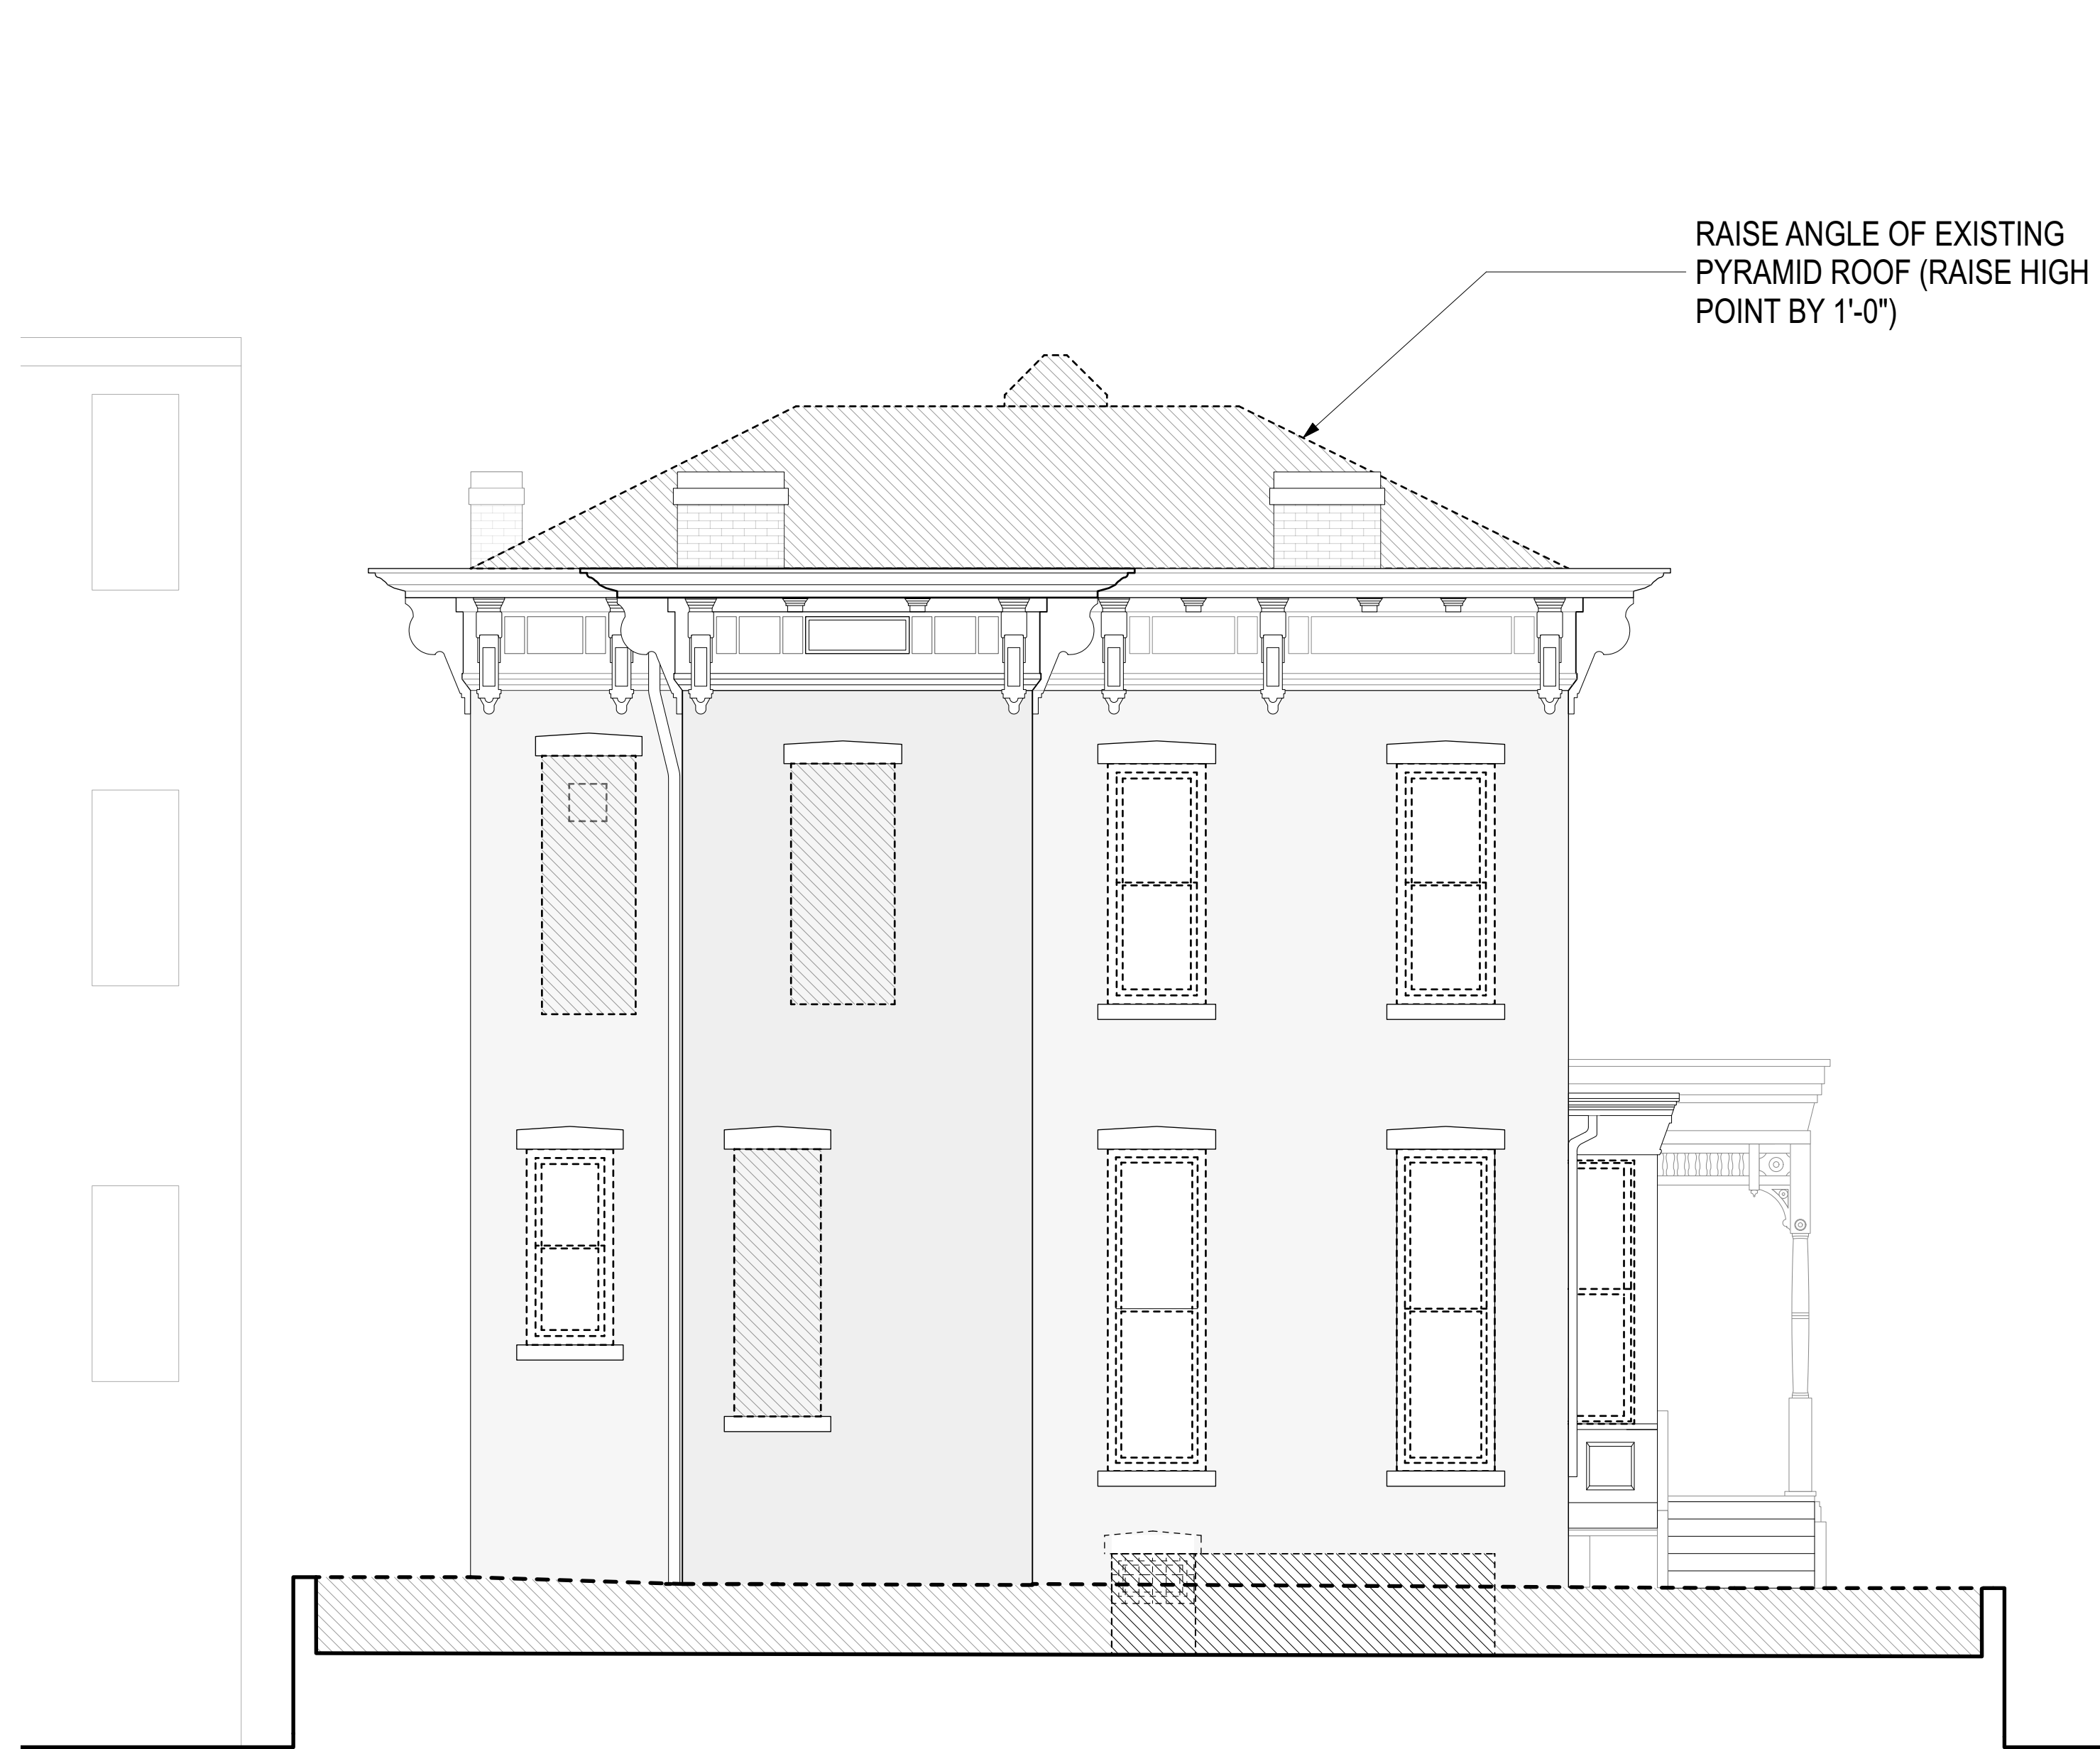 RAISE ANGLE OF EXISTING
PYRAMID ROOF (RAISE HIGH
POINT BY 1'-0")